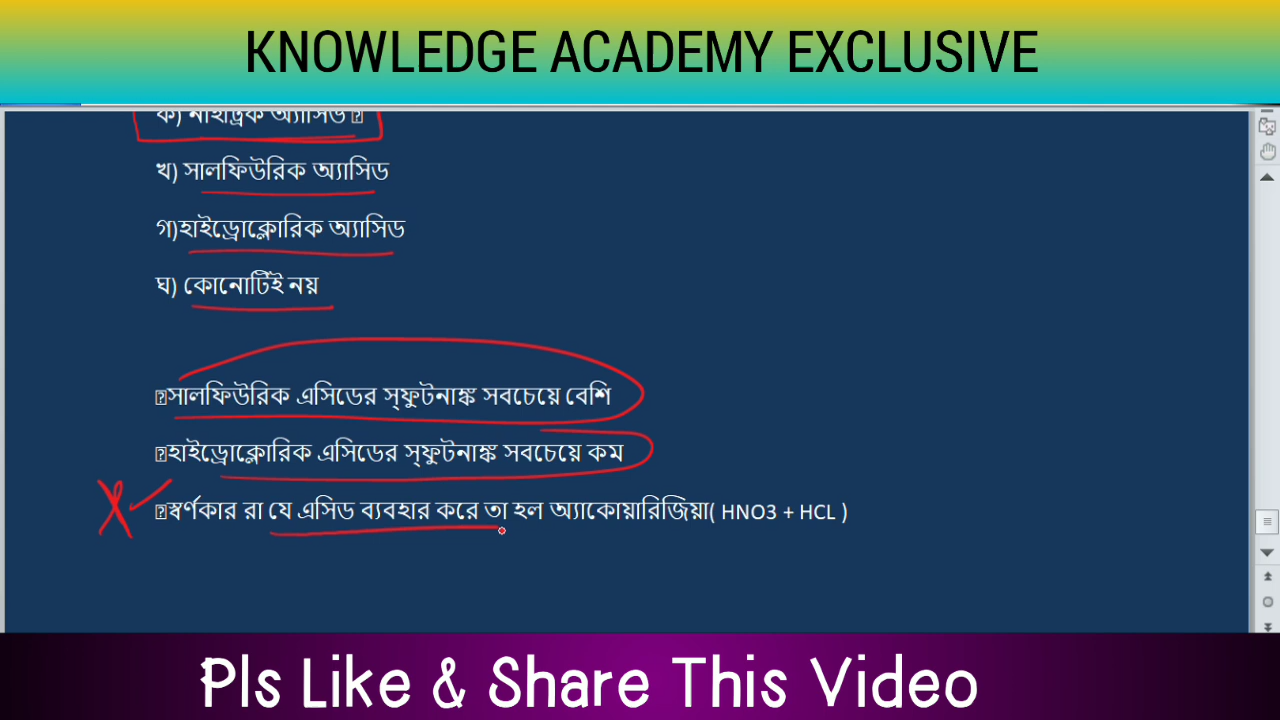 KNOWLEDGE ACADEMY EXCLUSIVE
ক) নাইট্রিক অ্যাসিড
খ) সালফিউরিক অ্যাসিড
গ)হাইড্রোক্লোরিক অ্যাসিড
ঘ) কোনোটিই নয়
সালফিউরিক এসিডের স্ফুটনাঙ্ক সবচেয়ে বেশি
হাইড্রোক্লোরিক এসিডের স্ফুটনাঙ্ক সবচেয়ে কম
স্বর্ণকার রা যে এসিড ব্যবহার করে তা হল অ্যাকোয়ারিজিয়া( HNO3 + HCL )
Pls Like & Share This Video